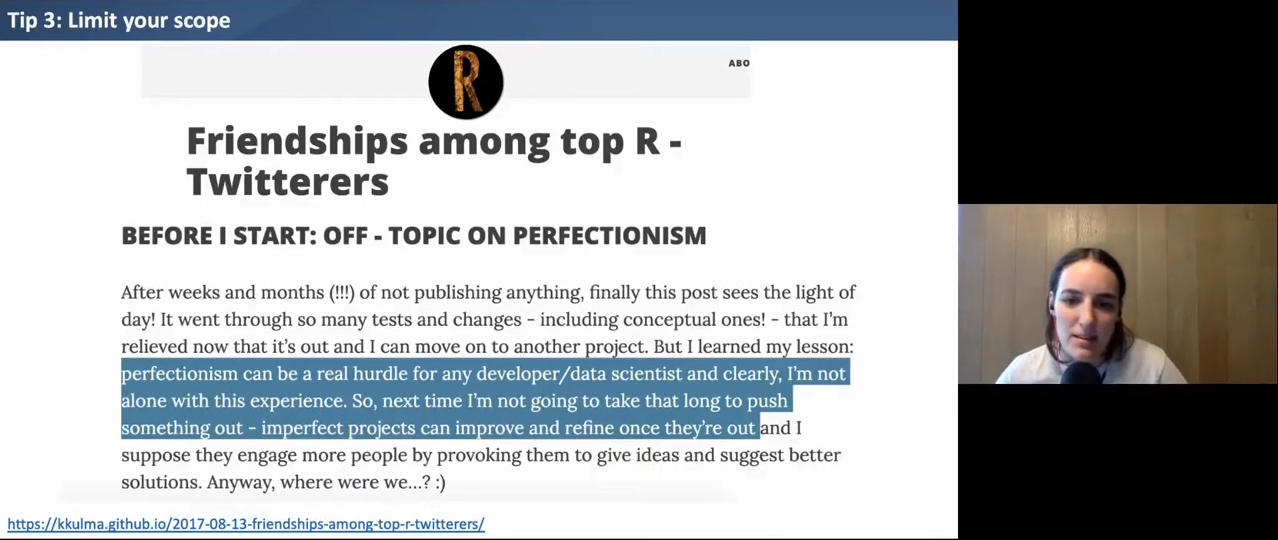 Tip 3: Limit your scope
R
ABO
Friendships among top R -
Twitterers
BEFORE I START: OFF - TOPIC ON PERFECTIONISM
After weeks and months (!!!) of not publishing anything, finally this post sees the light of
day! It went through so many tests and changes - including conceptual ones! - that I'm
relieved now that it's out and I can move on to another project. But I learned my lesson:
perfectionism can be a real hurdle for any developer/data scientist and clearly, I'm not
alone with this experience. So, next time I'm not going to take that long to push
something out - imperfect projects can improve and refine once they're out and I
suppose they engage more people by provoking them to give ideas and suggest better
solutions. Anyway, where were we...? :)
https://kkulma.github.io/2017-08-13-friendships-among-top-r-twitterers/